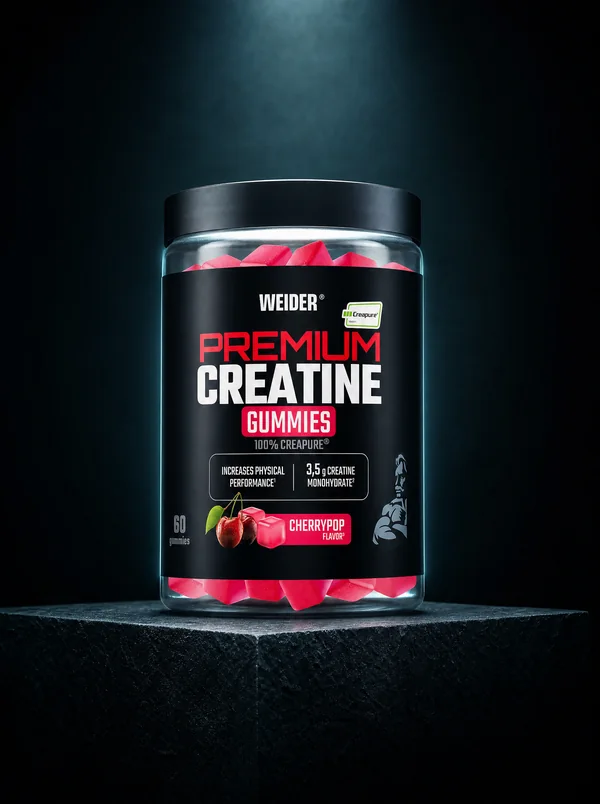 WEIDER®
Creapure®
PREMIUM
CREATINE
GUMMIES
100% CREAPURE®
INCREASES PHYSICAL
PERFORMANCE¹
3,5 g CREATINE
MONOHYDRATE²
60
gummies
CHERRYPOP
FLAVOR³